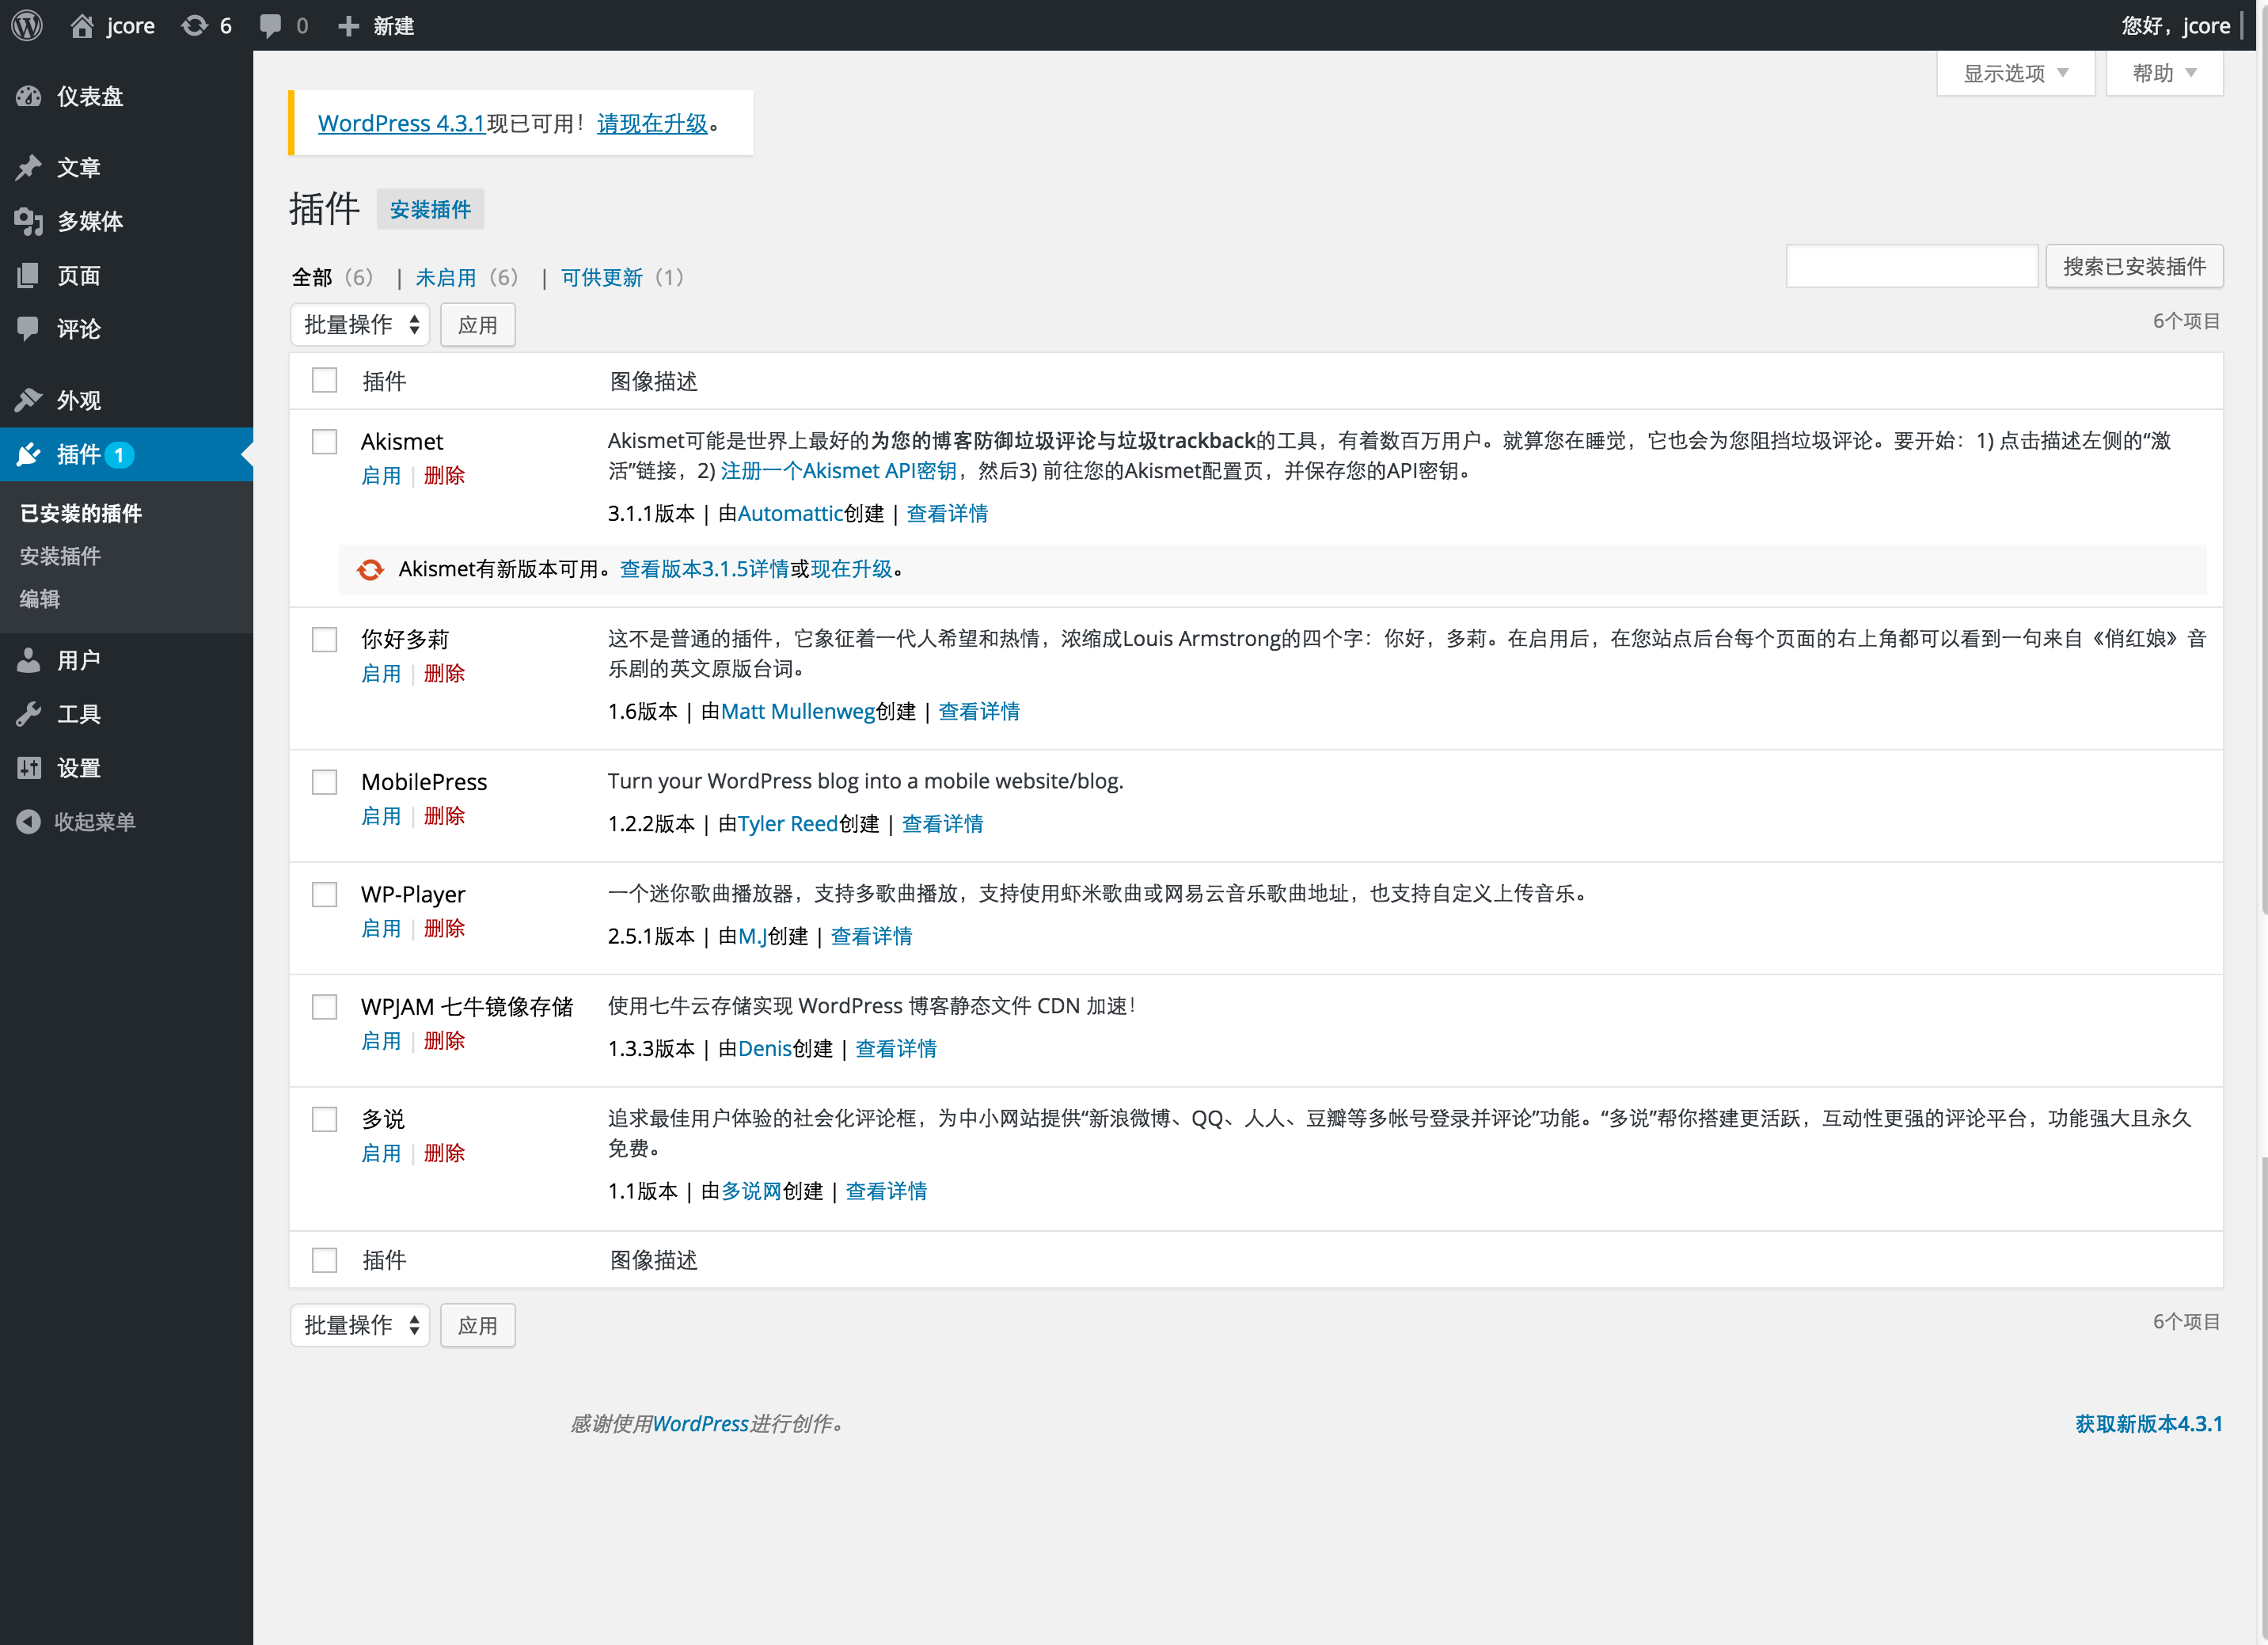 jcore 6 0 新建 您好，jcore
显示选项 帮助
仪表盘
文章
多媒体
页面
评论
外观
插件 1
已安装的插件
安装插件
编辑
用户
工具
设置
收起菜单
WordPress 4.3.1现已可用！请现在升级。
插件 安装插件
全部（6） | 未启用（6） | 可供更新（1）
搜索已安装插件
批量操作 应用
6个项目
插件 图像描述
Akismet
启用 | 删除
Akismet可能是世界上最好的为您的博客防御垃圾评论与垃圾trackback的工具，有着数百万用户。就算您在睡觉，它也会为您阻挡垃圾评论。要开始：1) 点击描述左侧的“激
活”链接，2) 注册一个Akismet API密钥，然后3) 前往您的Akismet配置页，并保存您的API密钥。
3.1.1版本 | 由Automattic创建 | 查看详情
Akismet有新版本可用。查看版本3.1.5详情或现在升级。
你好多莉
启用 | 删除
这不是普通的插件，它象征着一代人希望和热情，浓缩成Louis Armstrong的四个字：你好，多莉。在启用后，在您站点后台每个页面的右上角都可以看到一句来自《俏红娘》音
乐剧的英文原版台词。
1.6版本 | 由Matt Mullenweg创建 | 查看详情
MobilePress
启用 | 删除
Turn your WordPress blog into a mobile website/blog.
1.2.2版本 | 由Tyler Reed创建 | 查看详情
WP-Player
启用 | 删除
一个迷你歌曲播放器，支持多歌曲播放，支持使用虾米歌曲或网易云音乐歌曲地址，也支持自定义上传音乐。
2.5.1版本 | 由M.J创建 | 查看详情
WPJAM 七牛镜像存储
启用 | 删除
使用七牛云存储实现 WordPress 博客静态文件 CDN 加速！
1.3.3版本 | 由Denis创建 | 查看详情
多说
启用 | 删除
追求最佳用户体验的社会化评论框，为中小网站提供“新浪微博、QQ、人人、豆瓣等多帐号登录并评论”功能。“多说”帮你搭建更活跃，互动性更强的评论平台，功能强大且永久
免费。
1.1版本 | 由多说网创建 | 查看详情
插件 图像描述
批量操作 应用
6个项目
感谢使用WordPress进行创作。
获取新版本4.3.1